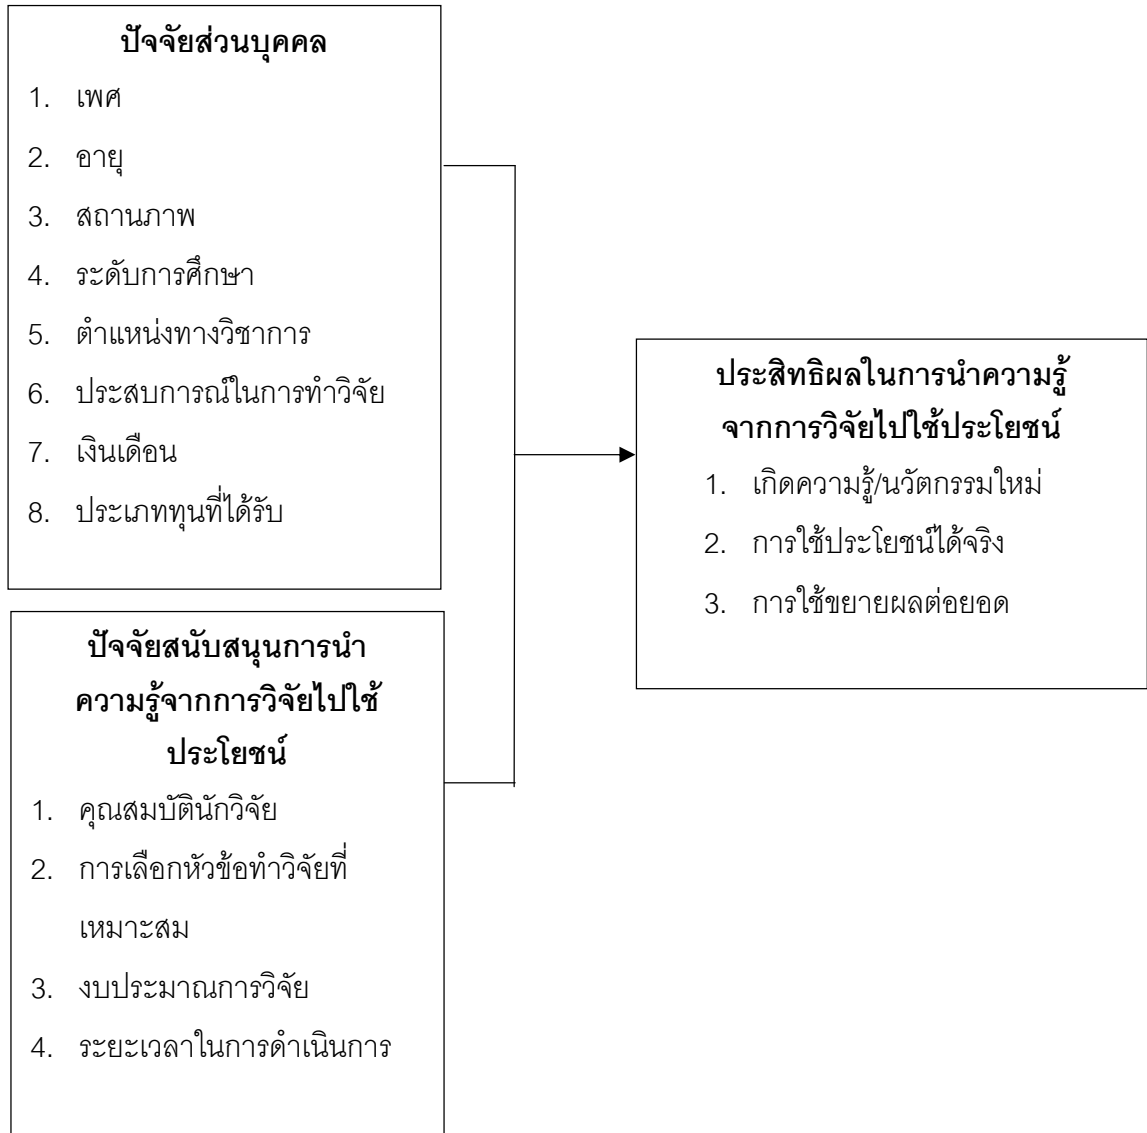 ปัจจัยส่วนบุคคล
1. เพศ
2. อายุ
3. สถานภาพ
4. ระดับการศึกษา
5. ตำแหน่งทางวิชาการ
6. ประสบการณ์ในการทำวิจัย
7. เงินเดือน
8. ประเภททุนที่ได้รับ
ปัจจัยสนับสนุนการนำ
ความรู้จากการวิจัยไปใช้
ประโยชน์
1. คุณสมบัตินักวิจัย
2. การเลือกหัวข้อทำวิจัยที่
เหมาะสม
3. งบประมาณการวิจัย
4. ระยะเวลาในการดำเนินการ
ประสิทธิผลในการนำความรู้
จากการวิจัยไปใช้ประโยชน์
1. เกิดความรู้/นวัตกรรมใหม่
2. การใช้ประโยชน์ได้จริง
3. การใช้ขยายผลต่อยอด